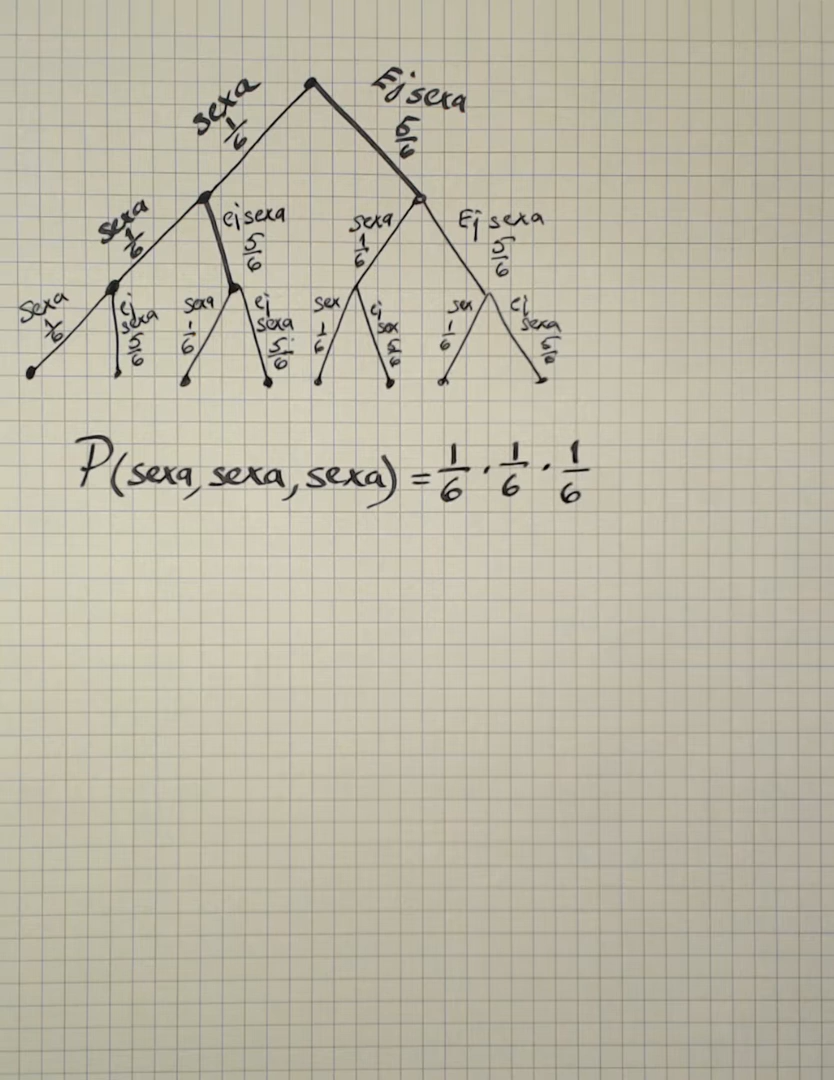 sexa Ej sexa
1/6 5/6
sexa ej sexa sexa Ej sexa
1/6 5/6 1/6 5/6
sexa ej sexa sexa ej sexa sex ej sex sex ej sexa
1/6 5/6 1/6 5/6 1/6 5/6 1/6 5/6
P(sexa, sexa, sexa) = 1/6 · 1/6 · 1/6